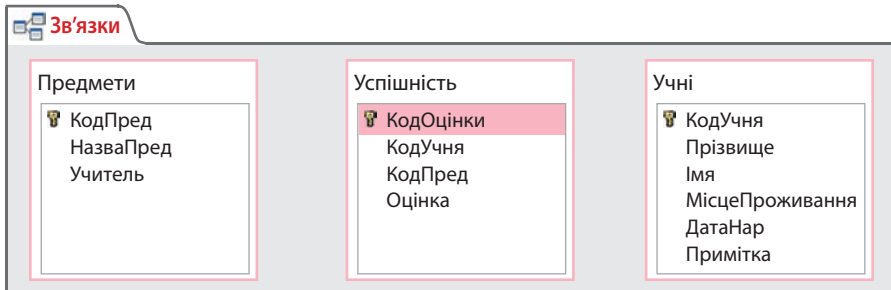 Зв’язки
Предмети
КодПред
НазваПред
Учитель
Успішність
КодОцінки
КодУчня
КодПред
Оцінка
Учні
КодУчня
Прізвище
Імя
МісцеПроживання
ДатаНар
Примітка